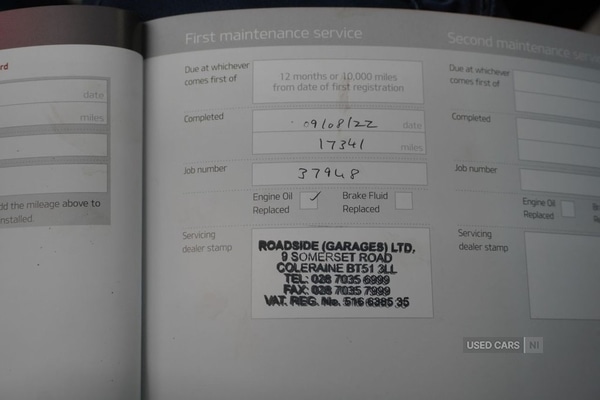 rd
date
miles
dd the mileage above to
installed.
First maintenance service
Due at whichever
comes first of
12 months or 10,000 miles
from date of first registration
Completed
09/08/22 date
17341 miles
Job number
37948
Engine Oil ✓ Brake Fluid
Replaced Replaced
Servicing
dealer stamp
ROADSIDE (GARAGES) LTD,
9 SOMERSET ROAD
COLERAINE BT51 3LL
TEL: 028 7035 6999
FAX: 028 7035 7999
VAT. REG. No. 516 6385 35
Second maintenance serv
Due at whichever
comes first of
Completed
Job number
Engine Oil
Replaced
Servicing
dealer stamp
USED CARS NI